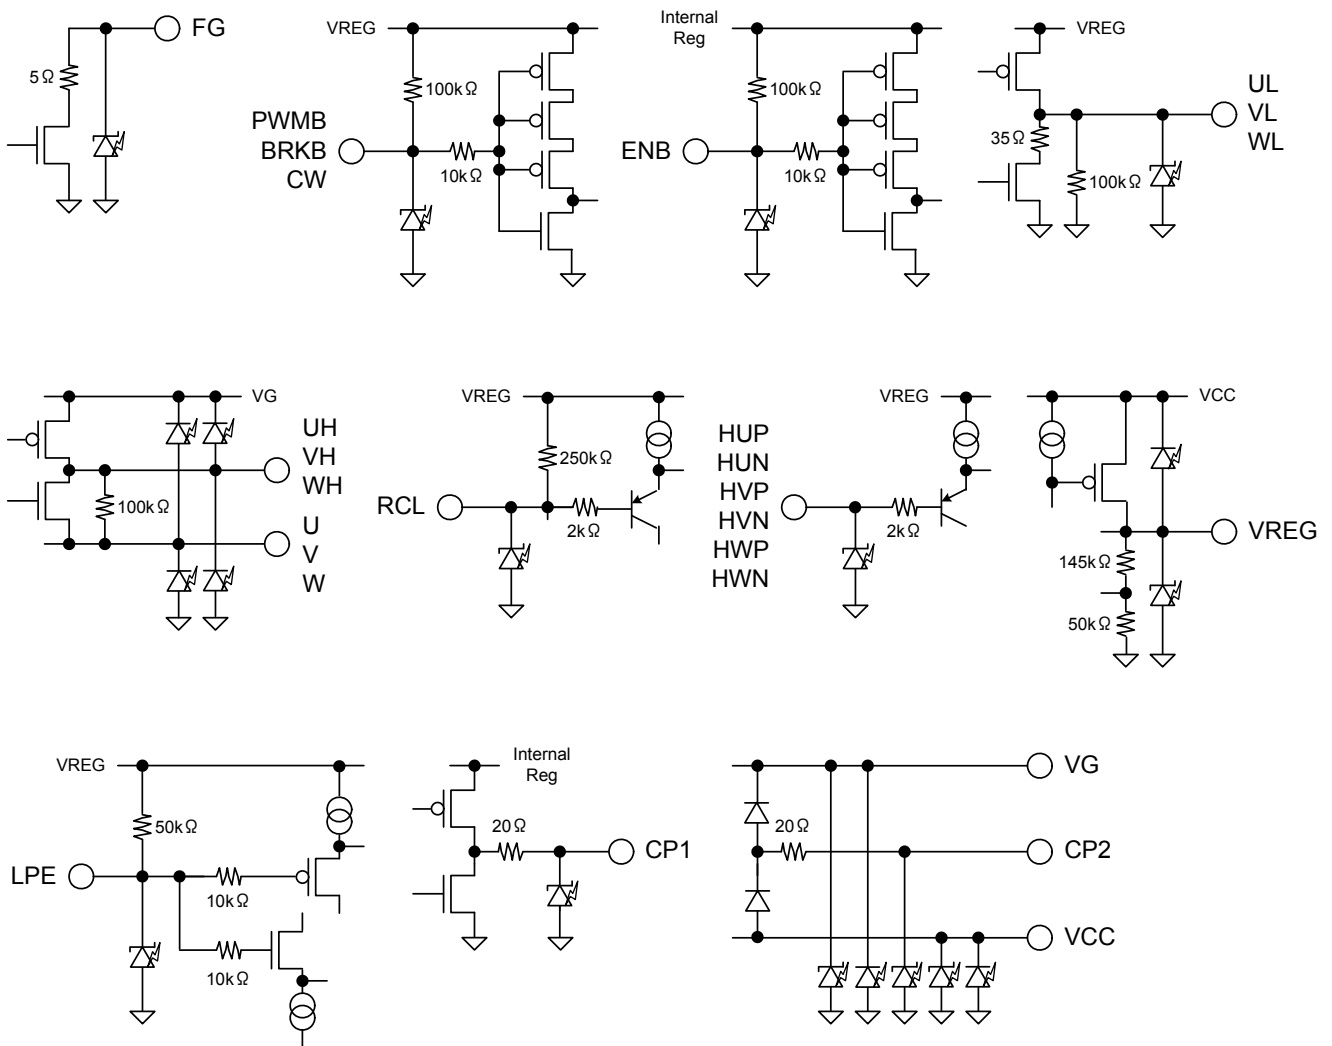 FG
5Ω
VREG
100kΩ
PWMB
BRKB
CW
10kΩ
Internal
Reg
100kΩ
ENB
10kΩ
VREG
35Ω
100kΩ
UL
VL
WL
VG
100kΩ
UH
VH
WH
U
V
W
VREG
250kΩ
RCL
2kΩ
VREG
HUP
HUN
HVP
HVN
HWP
HWN
2kΩ
VCC
VREG
145kΩ
50kΩ
VREG
50kΩ
LPE
10kΩ
10kΩ
Internal
Reg
20Ω
CP1
VG
20Ω
CP2
VCC